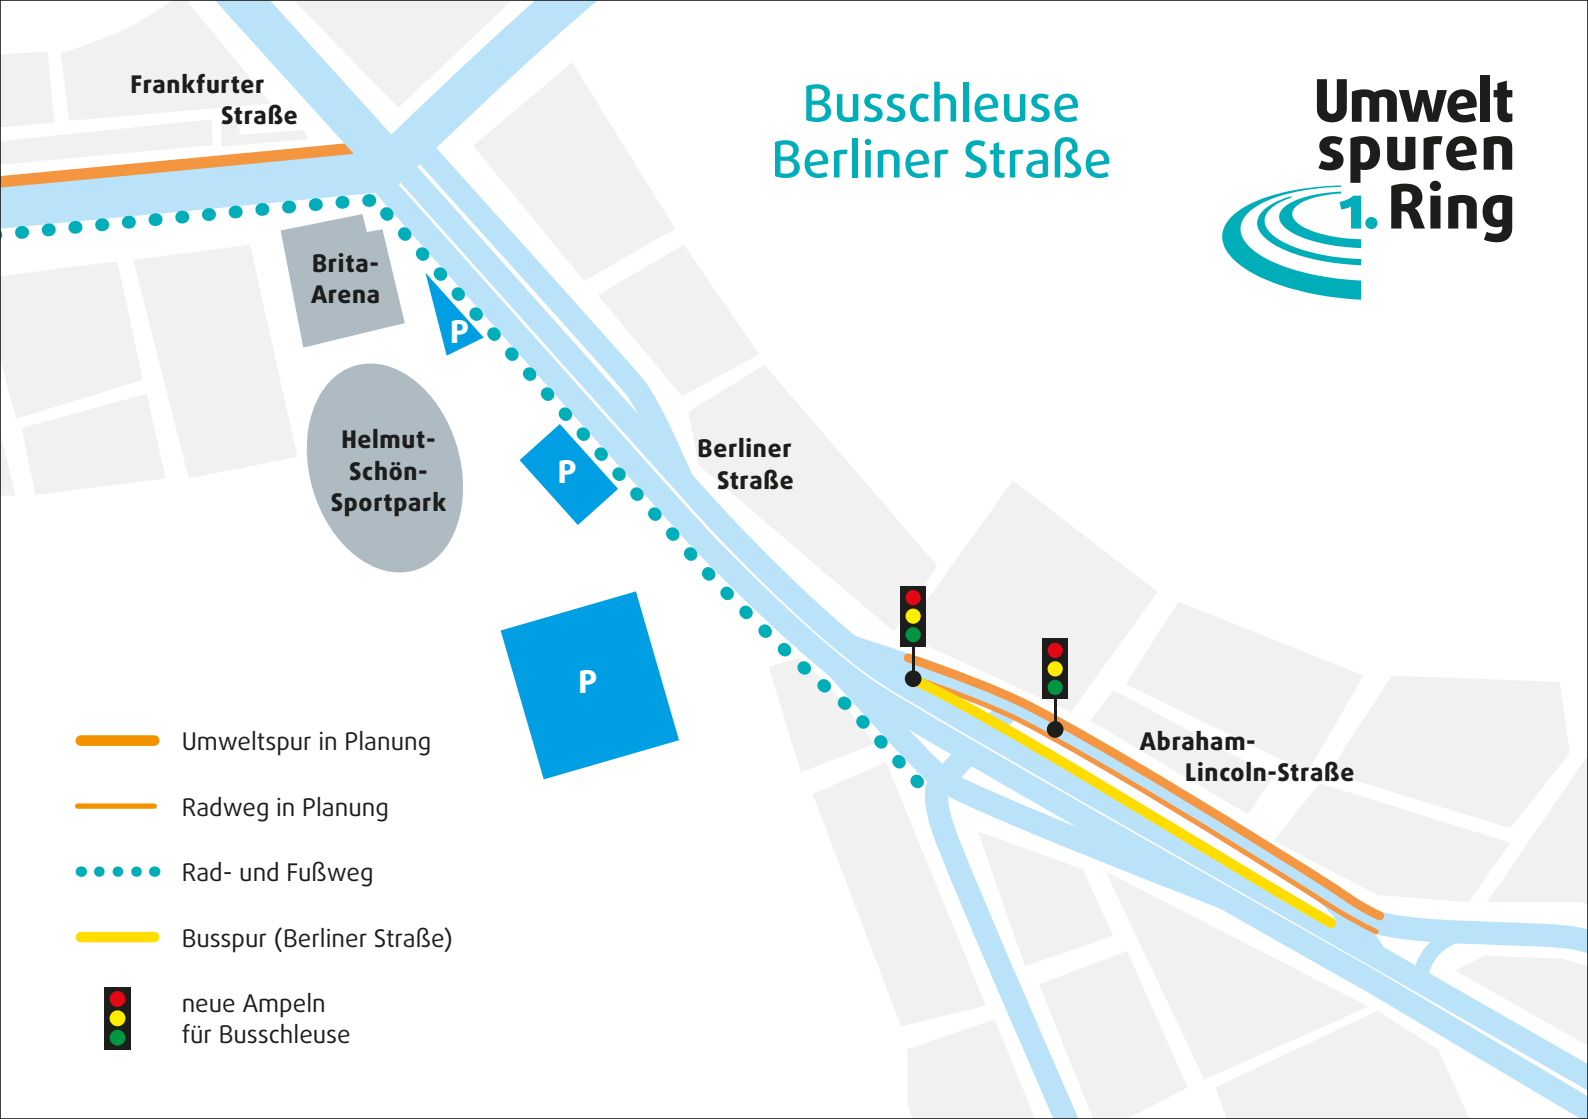 Busschleuse
Berliner Straße
Umwelt
spuren
1. Ring
Frankfurter
Straße
Brita-
Arena
P
Helmut-
Schön-
Sportpark
P
Berliner
Straße
P
Abraham-
Lincoln-Straße
Umweltspur in Planung
Radweg in Planung
Rad- und Fußweg
Busspur (Berliner Straße)
neue Ampeln
für Busschleuse